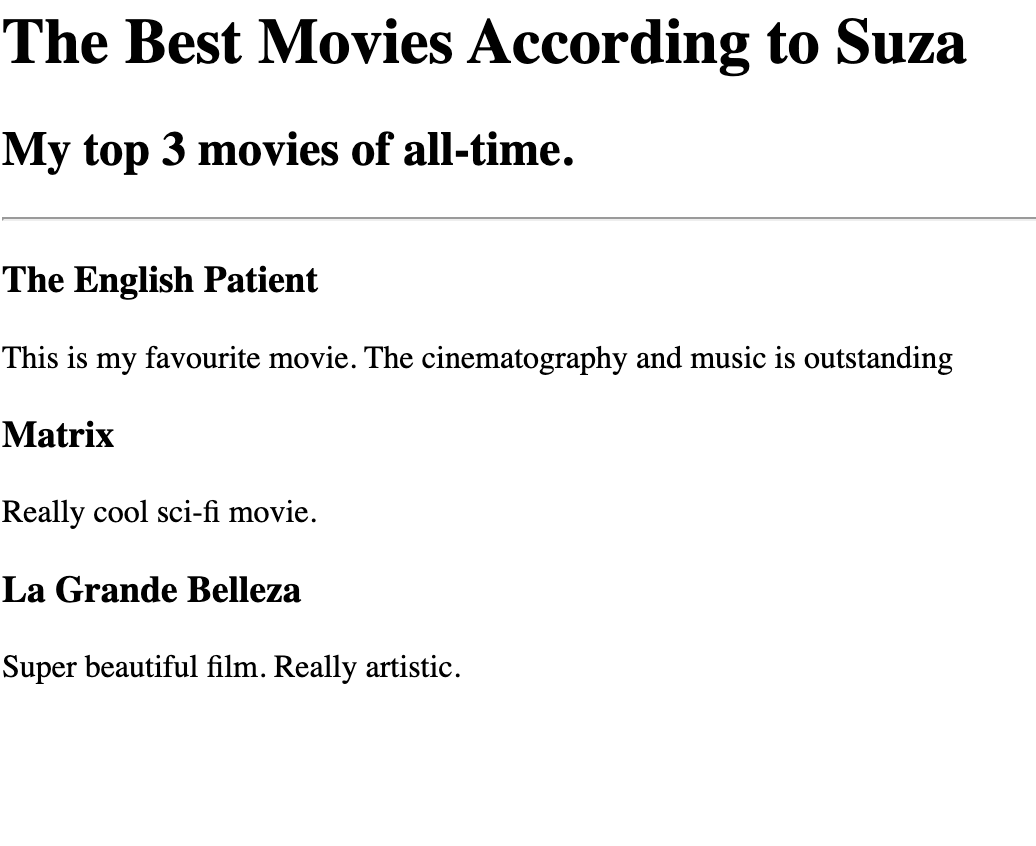 The Best Movies According to Suza
My top 3 movies of all-time.
The English Patient
This is my favourite movie. The cinematography and music is outstanding
Matrix
Really cool sci-fi movie.
La Grande Belleza
Super beautiful film. Really artistic.